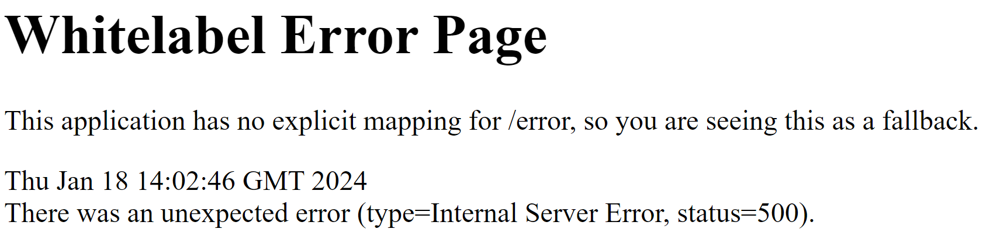 Whitelabel Error Page
This application has no explicit mapping for /error, so you are seeing this as a fallback.
Thu Jan 18 14:02:46 GMT 2024
There was an unexpected error (type=Internal Server Error, status=500).